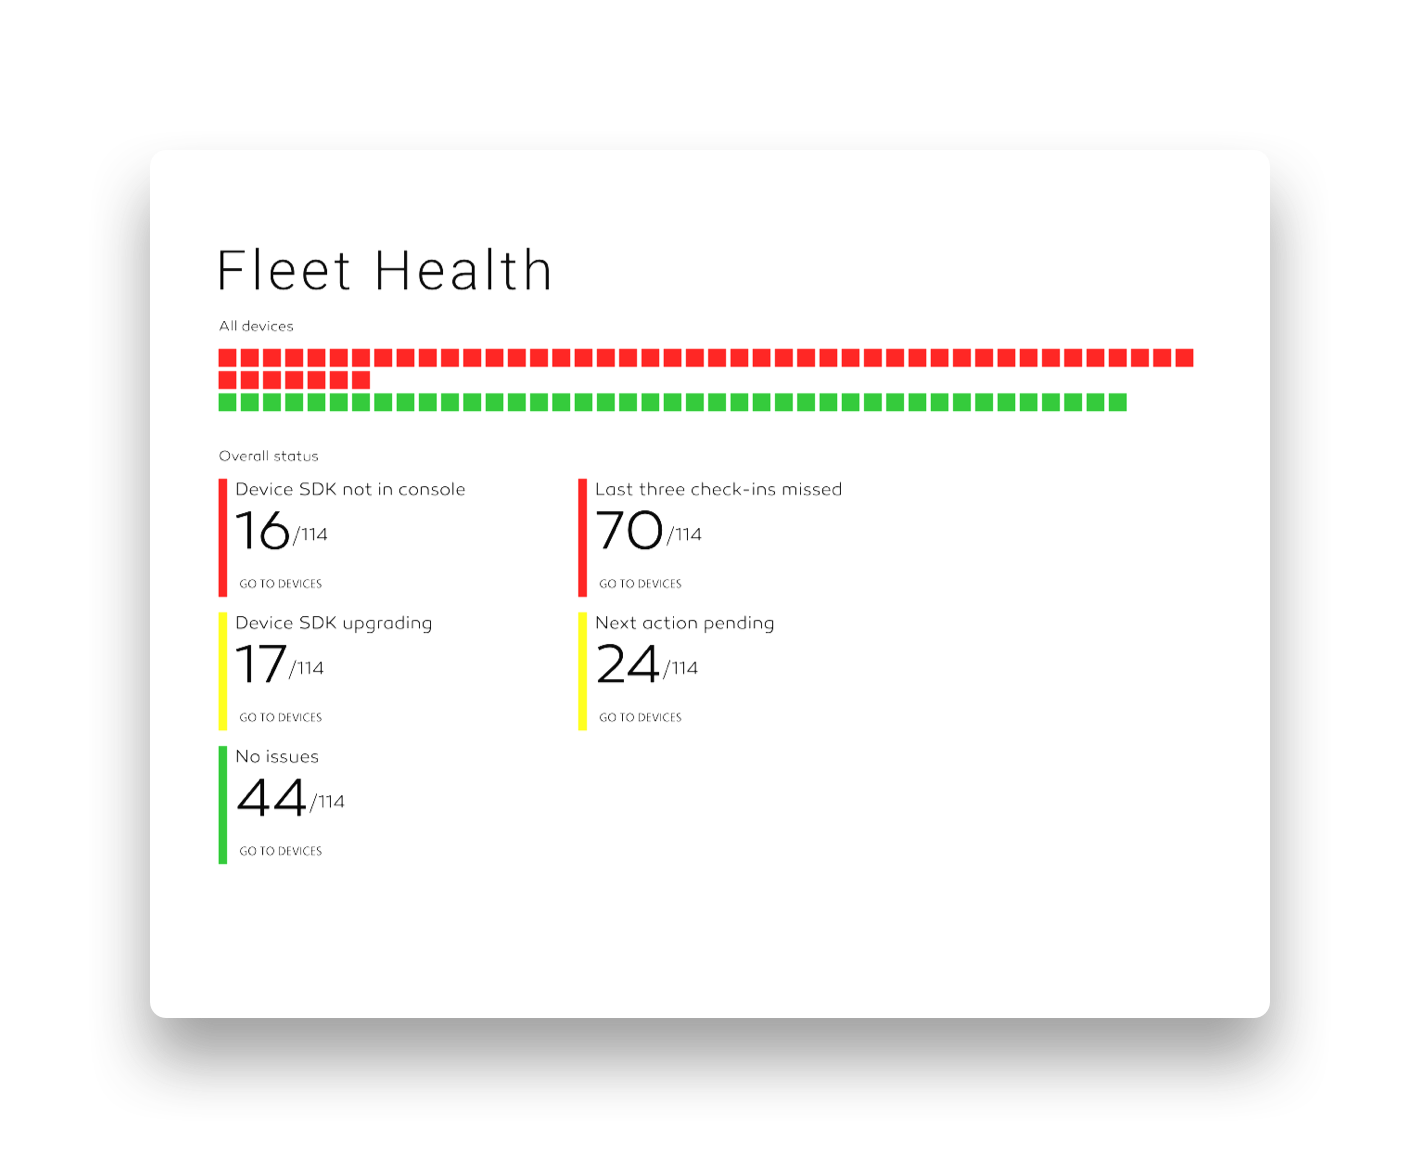 Fleet Health
All devices
Overall status
Device SDK not in console
16/114
GO TO DEVICES
Last three check-ins missed
70/114
GO TO DEVICES
Device SDK upgrading
17/114
GO TO DEVICES
Next action pending
24/114
GO TO DEVICES
No issues
44/114
GO TO DEVICES